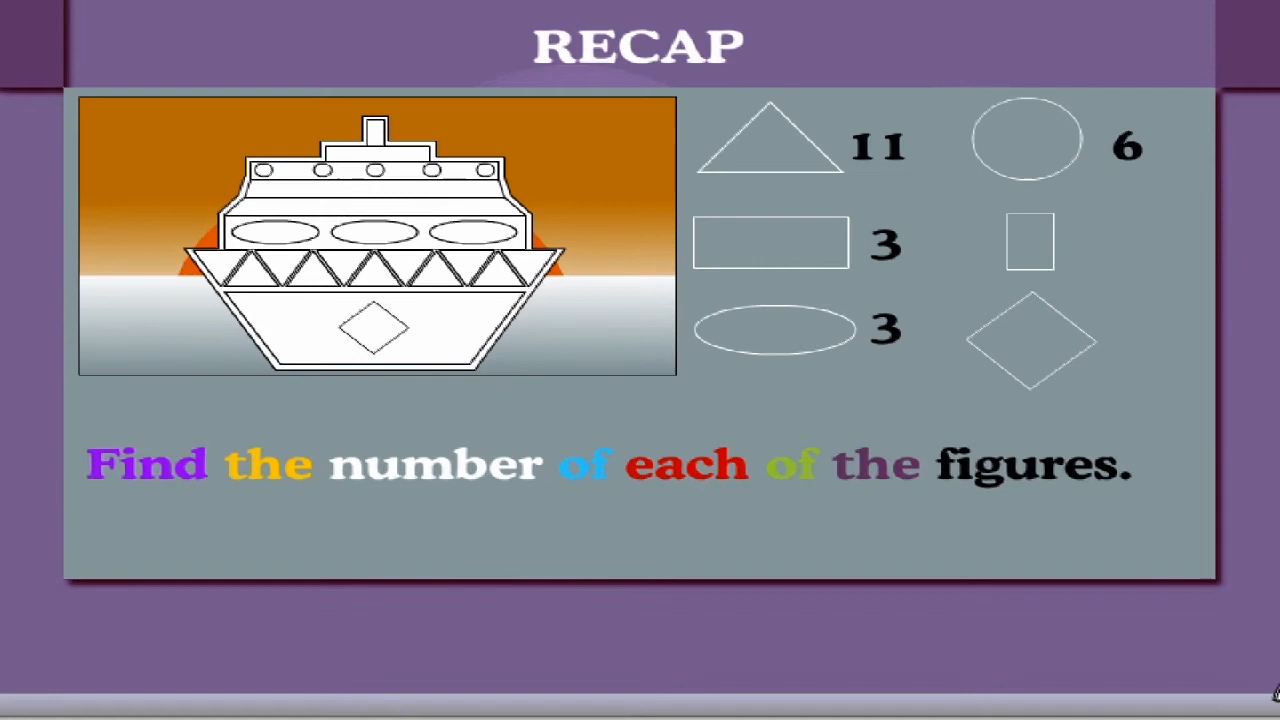 RECAP
11
6
3
3
Find the number of each of the figures.